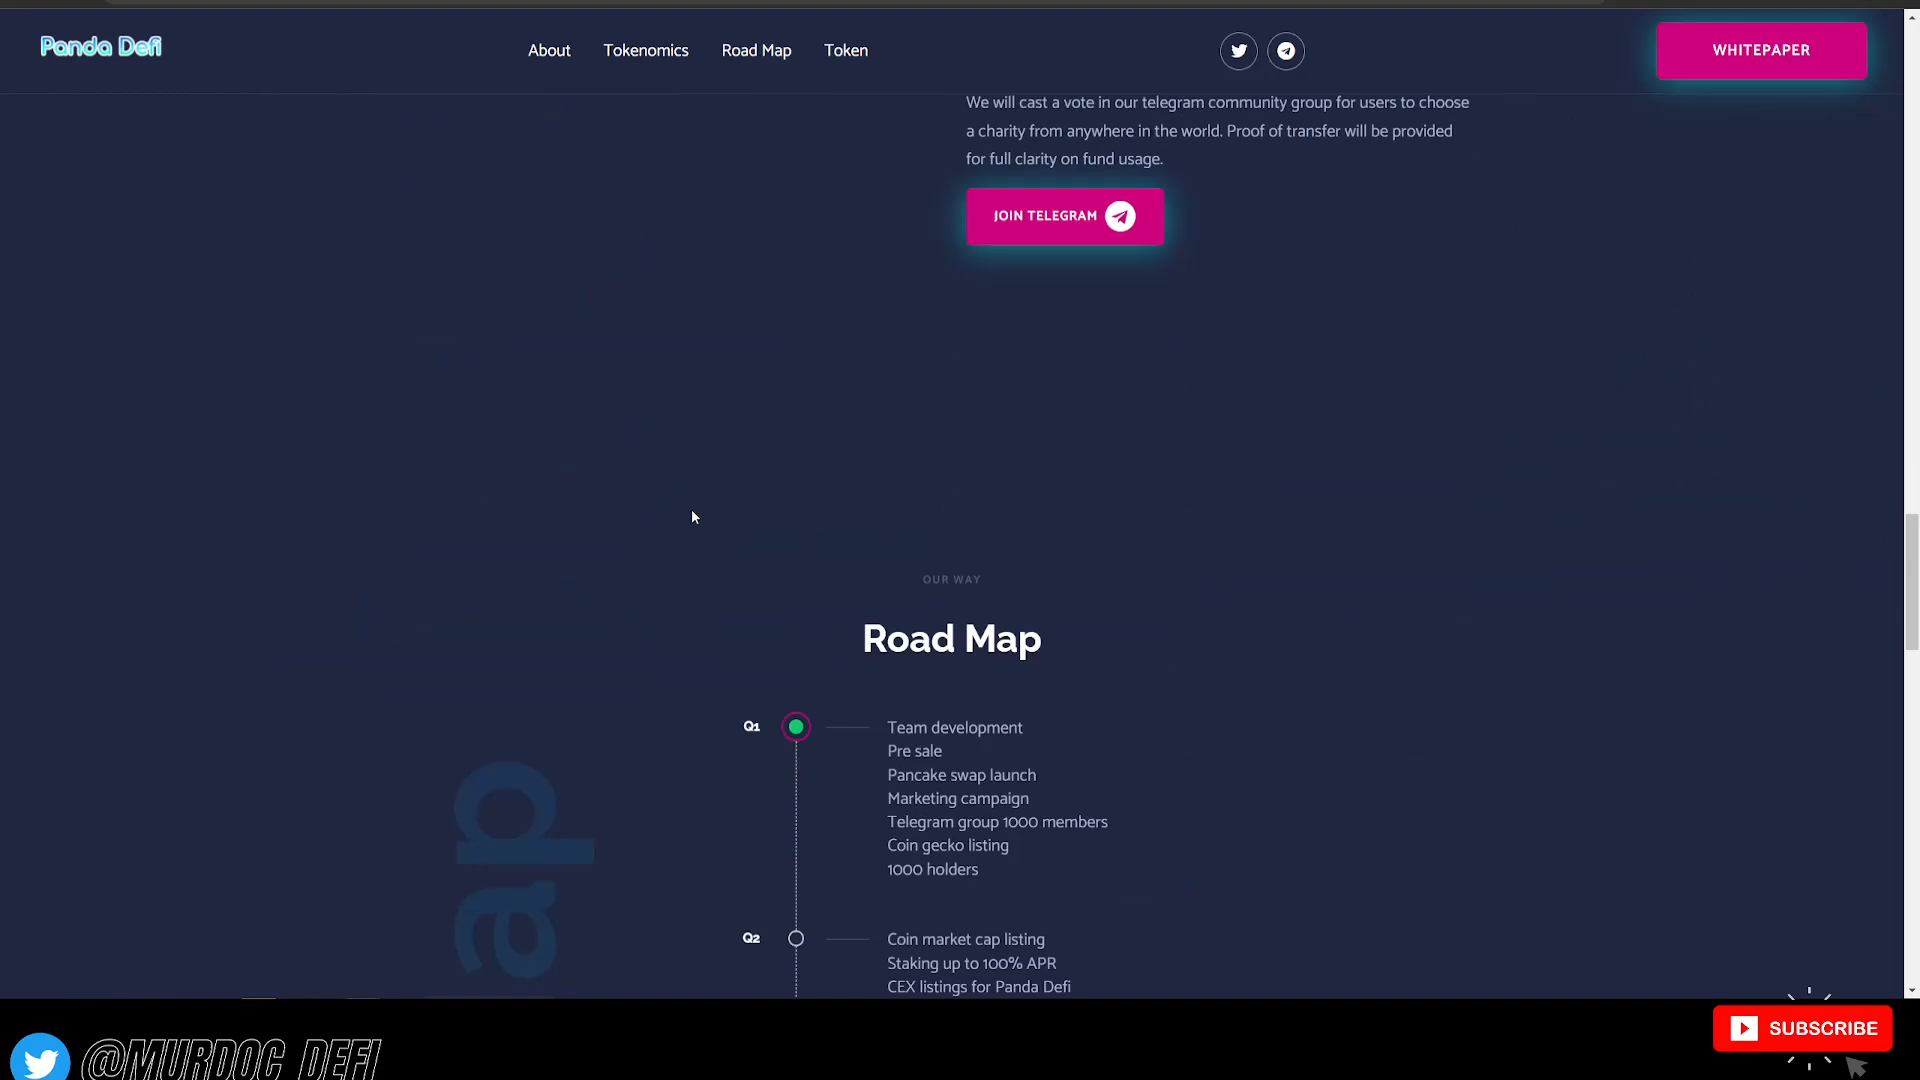 Panda Defi
About Tokenomics Road Map Token
WHITEPAPER
We will cast a vote in our telegram community group for users to choose
a charity from anywhere in the world. Proof of transfer will be provided
for full clarity on fund usage.
JOIN TELEGRAM
OUR WAY
Road Map
Q1
Team development
Pre sale
Pancake swap launch
Marketing campaign
Telegram group 1000 members
Coin gecko listing
1000 holders
ap
Q2
Coin market cap listing
Staking up to 100% APR
CEX listings for Panda Defi
@MURDOC_DEFI
SUBSCRIBE